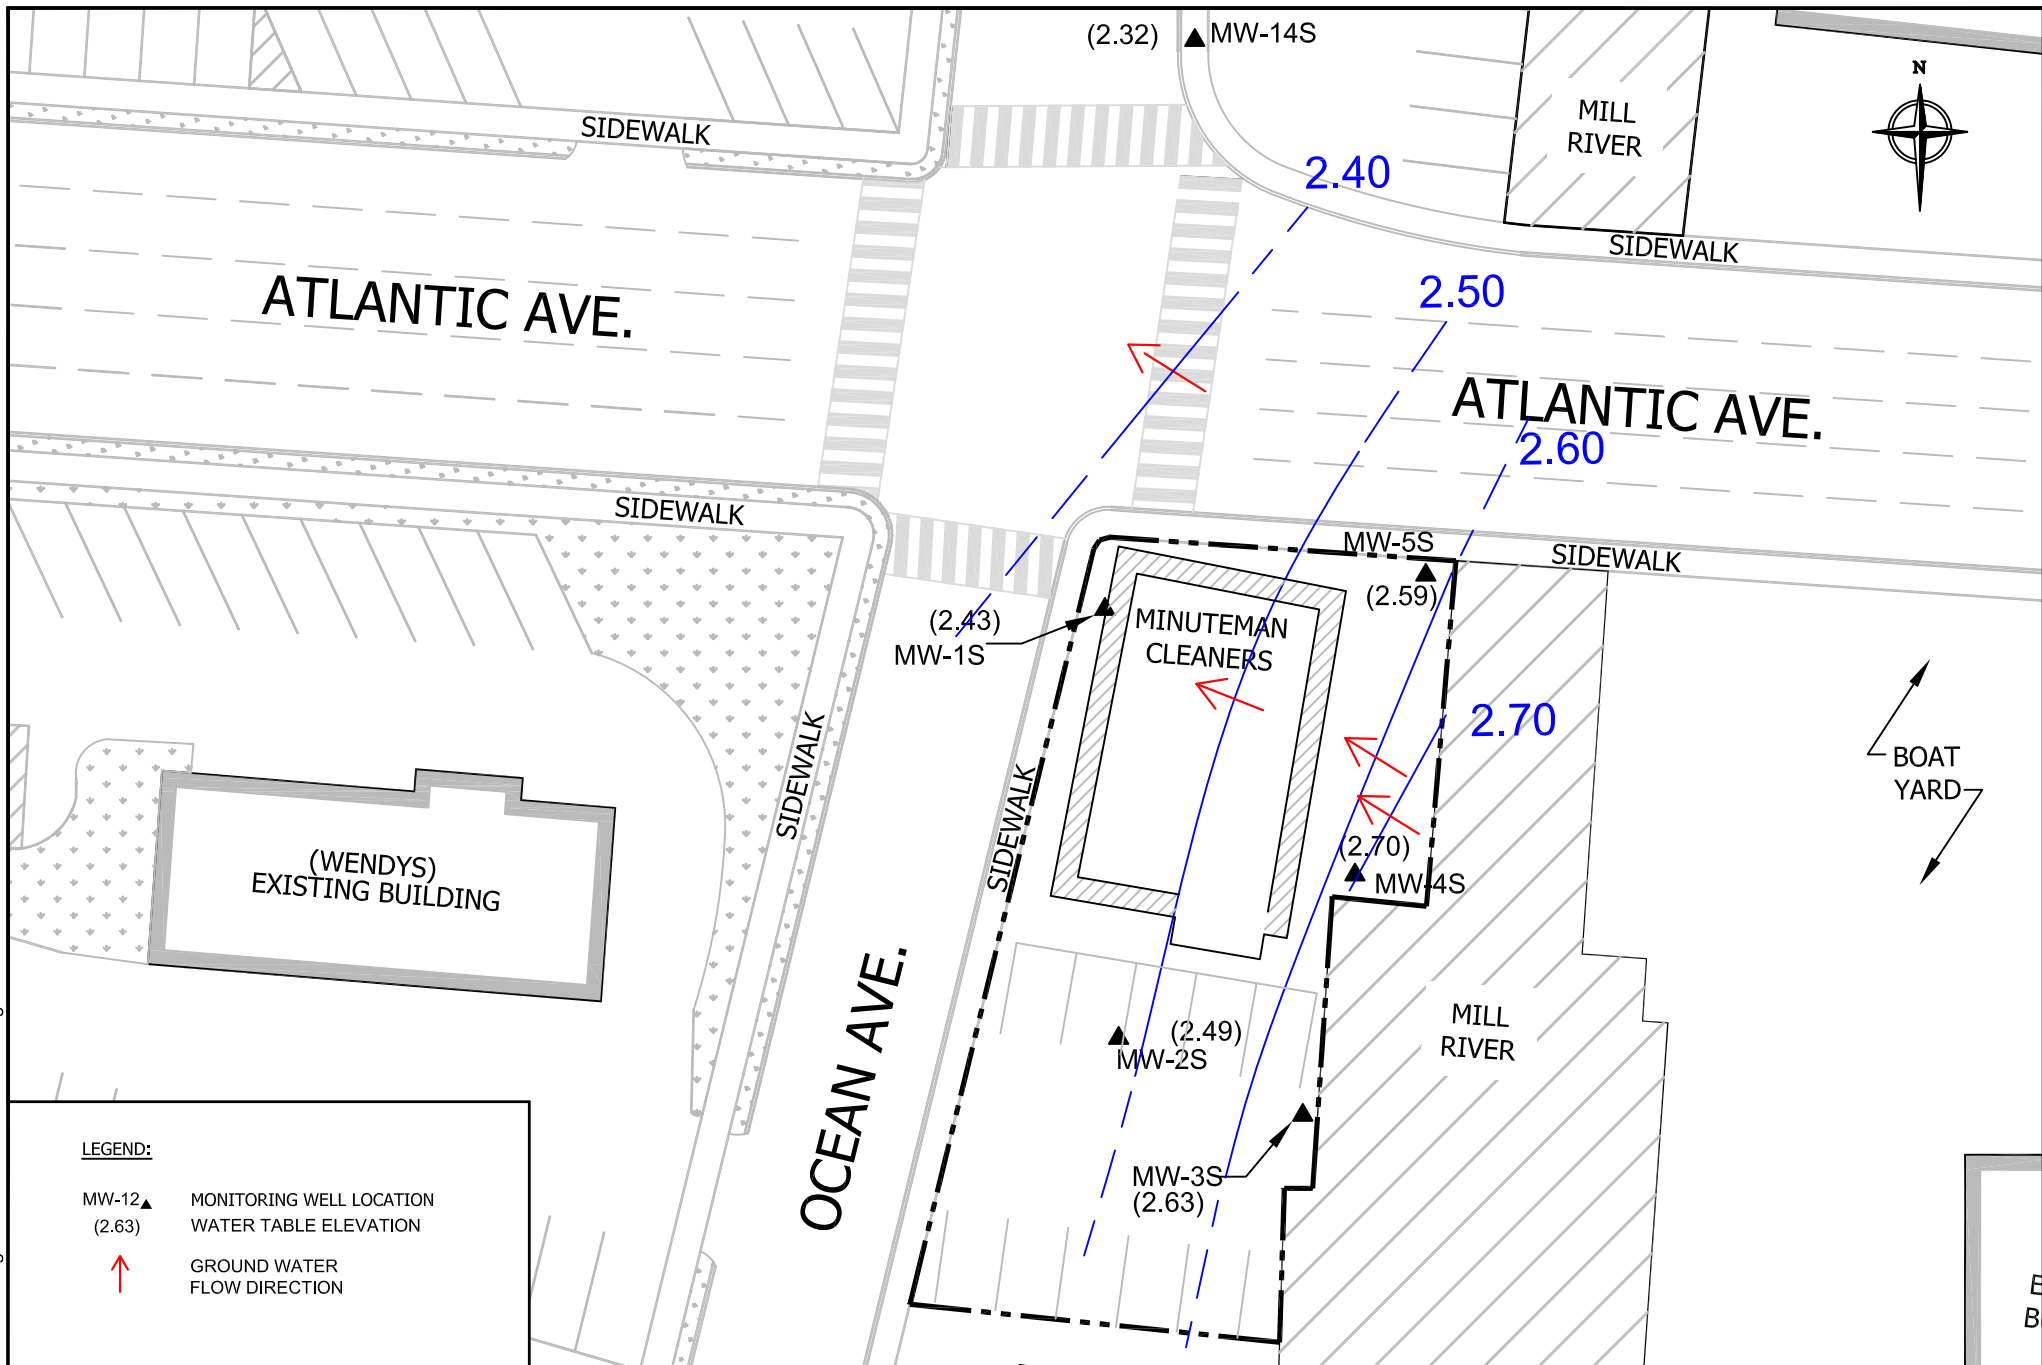 (2.32)
MW-14S
N
MILL
RIVER
SIDEWALK
2.40
SIDEWALK
2.50
ATLANTIC AVE.
ATLANTIC AVE.
2.60
SIDEWALK
MW-5S
SIDEWALK
(2.59)
(2.43)
MW-1S
MINUTEMAN
CLEANERS
2.70
SIDEWALK
SIDEWALK
BOAT
YARD
(WENDYS)
EXISTING BUILDING
(2.70)
MW-4S
OCEAN AVE.
(2.49)
MW-2S
MILL
RIVER
MW-3S
(2.63)
LEGEND:
MW-12 MONITORING WELL LOCATION
(2.63) WATER TABLE ELEVATION
GROUND WATER
FLOW DIRECTION